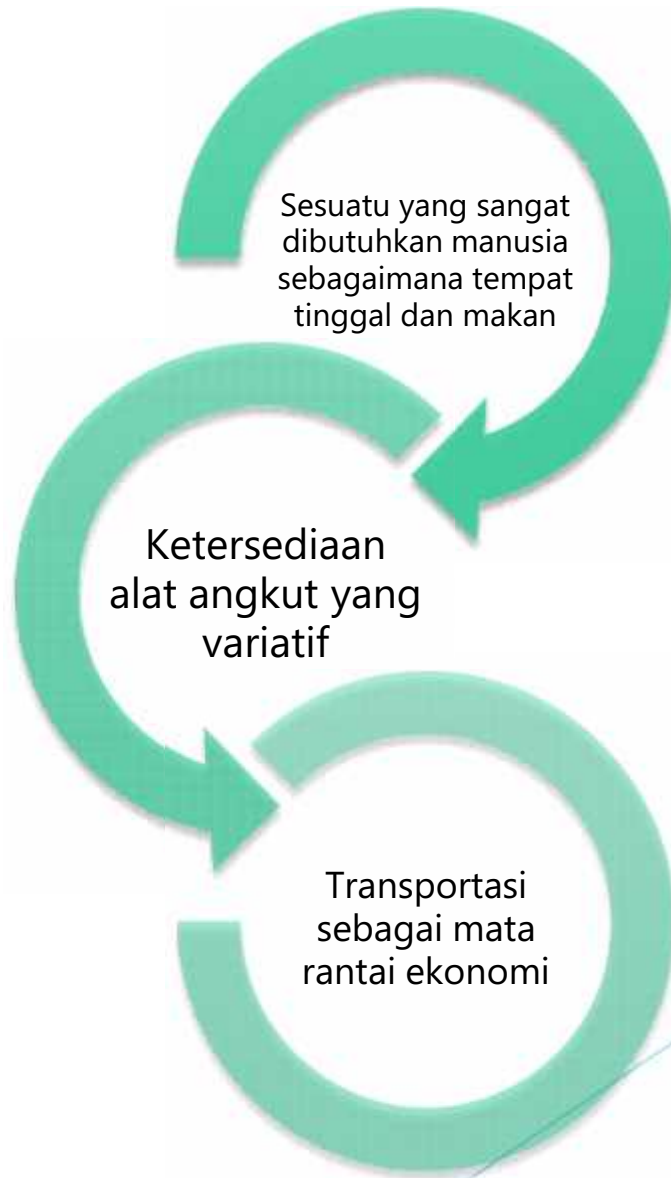 Sesuatu yang sangat
dibutuhkan manusia
sebagaimana tempat
tinggal dan makan
Ketersediaan
alat angkut yang
variatif
Transportasi
sebagai mata
rantai ekonomi